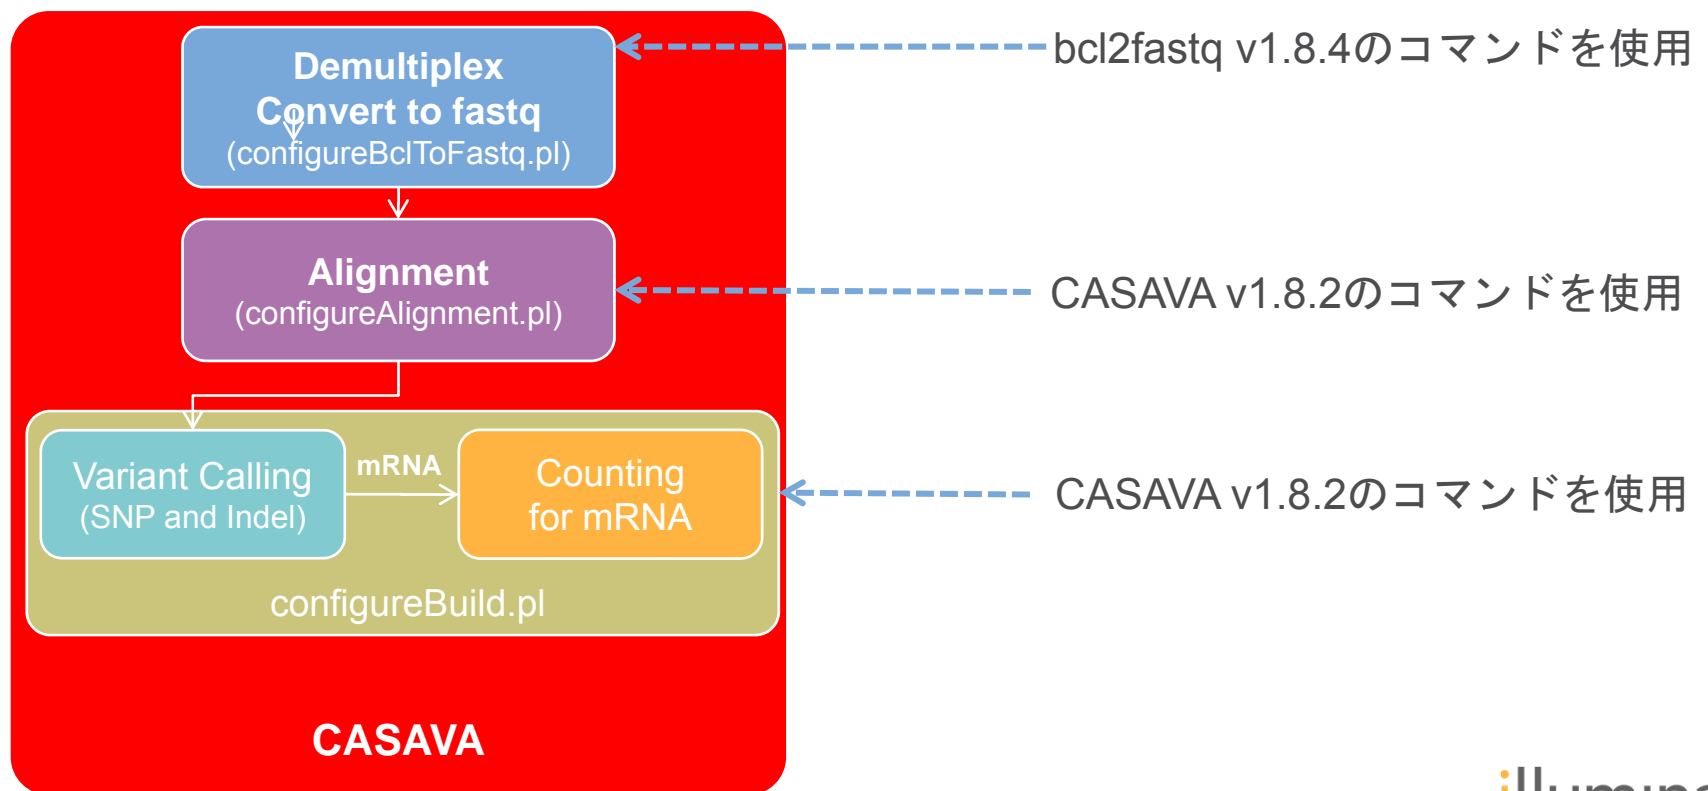 Demultiplex
Convert to fastq
(configureBclToFastq.pl)
bcl2fastq v1.8.4のコマンドを使用
Alignment
(configureAlignment.pl)
CASAVA v1.8.2のコマンドを使用
Variant Calling
(SNP and Indel)
mRNA
Counting
for mRNA
CASAVA v1.8.2のコマンドを使用
configureBuild.pl
CASAVA